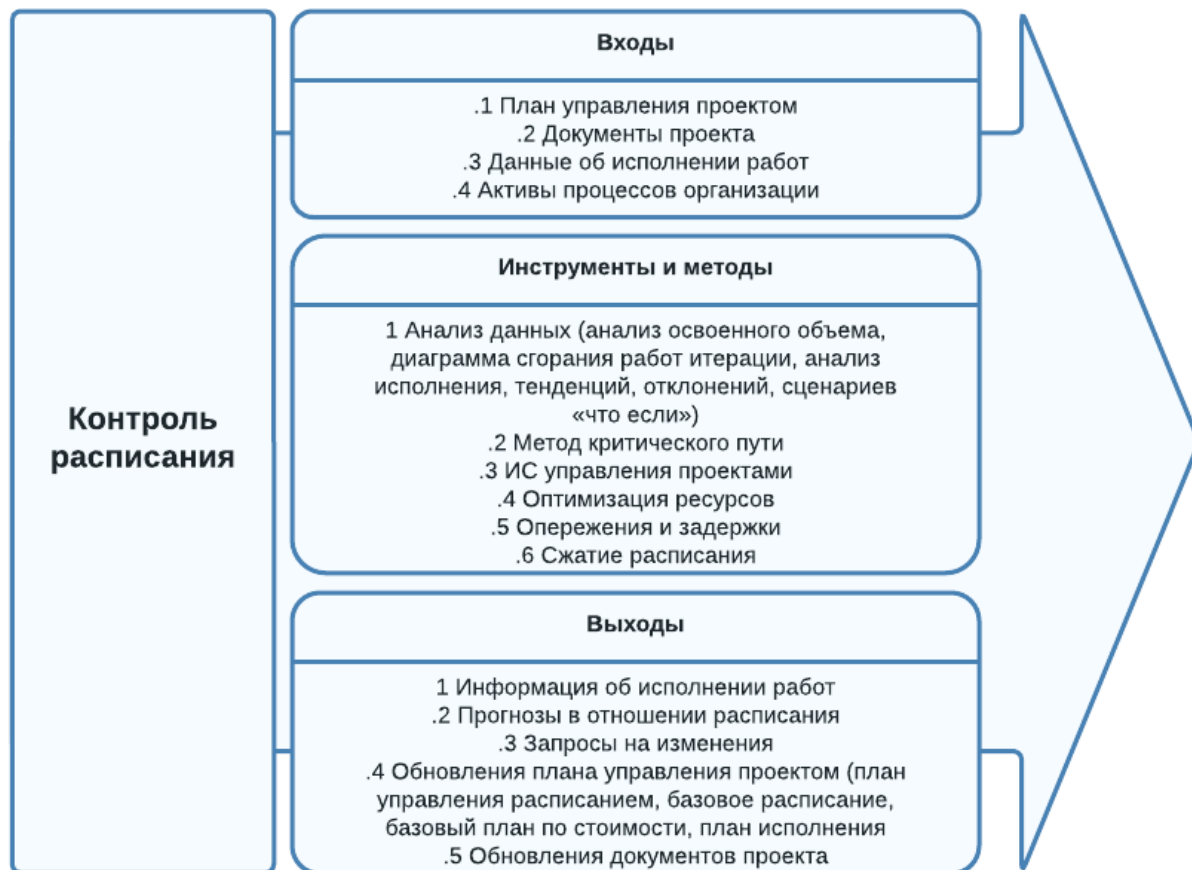 Контроль
расписания
Входы
.1 План управления проектом
.2 Документы проекта
.3 Данные об исполнении работ
.4 Активы процессов организации
Инструменты и методы
1 Анализ данных (анализ освоенного объема,
диаграмма сгорания работ итерации, анализ
исполнения, тенденций, отклонений, сценариев
«что если»)
.2 Метод критического пути
.3 ИС управления проектами
.4 Оптимизация ресурсов
.5 Опережения и задержки
.6 Сжатие расписания
Выходы
1 Информация об исполнении работ
.2 Прогнозы в отношении расписания
.3 Запросы на изменения
.4 Обновления плана управления проектом (план
управления расписанием, базовое расписание,
базовый план по стоимости, план исполнения
.5 Обновления документов проекта